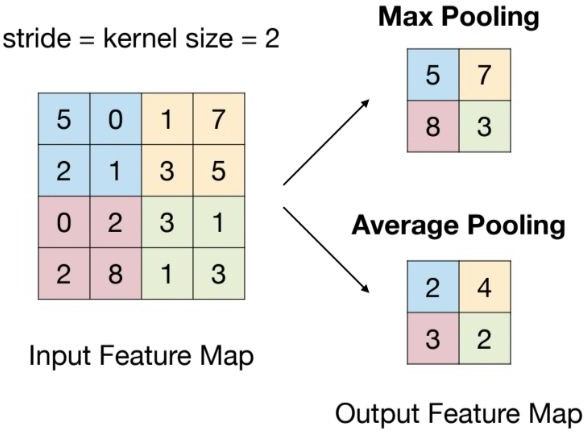 stride = kernel size = 2
5 0 1 7
2 1 3 5
0 2 3 1
2 8 1 3
Input Feature Map
Max Pooling
5 7
8 3
Average Pooling
2 4
3 2
Output Feature Map